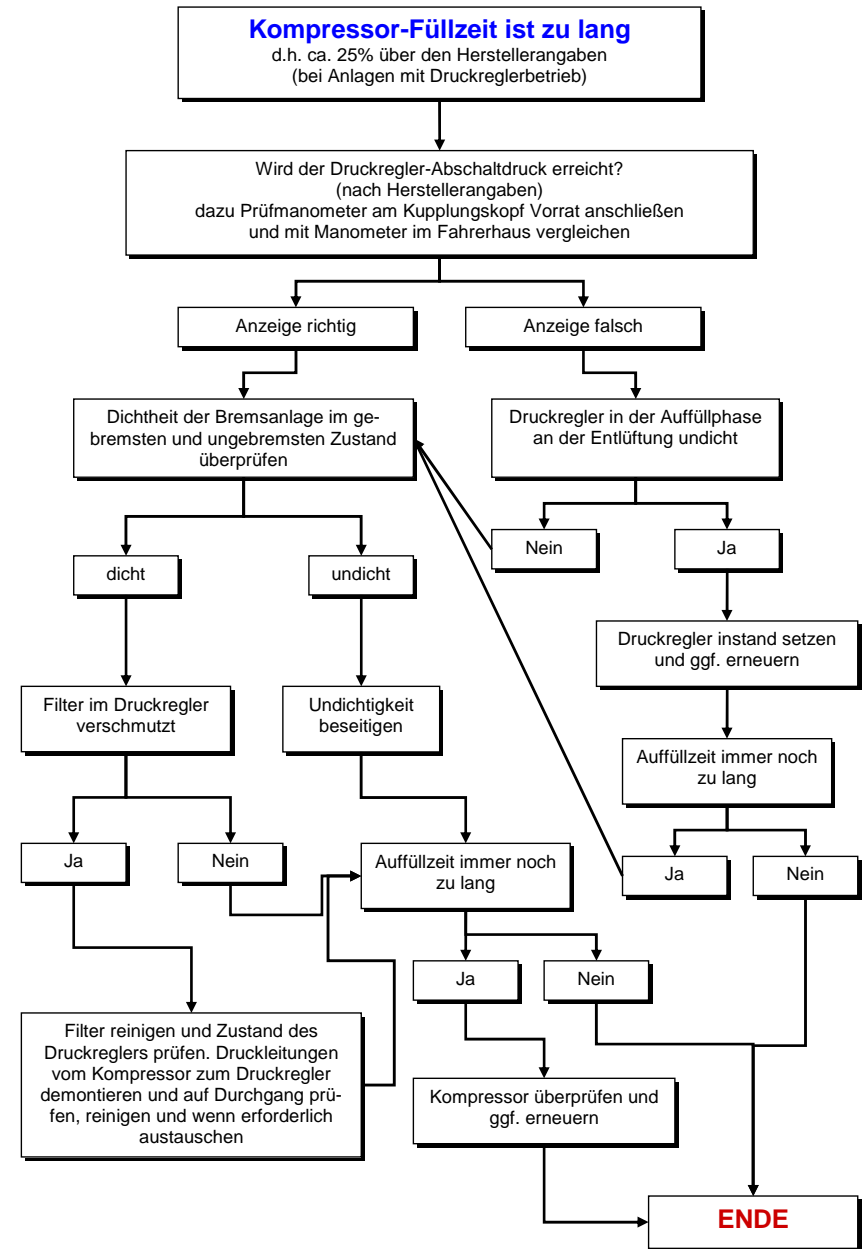 Kompressor-Füllzeit ist zu lang
d.h. ca. 25% über den Herstellerangaben
(bei Anlagen mit Druckreglerbetrieb)
Wird der Druckregler-Abschaltdruck erreicht?
(nach Herstellerangaben)
dazu Prüfmanometer am Kupplungskopf Vorrat anschließen
und mit Manometer im Fahrerhaus vergleichen
Anzeige richtig
Anzeige falsch
Dichtheit der Bremsanlage im ge-
bremsten und ungebremsten Zustand
überprüfen
Druckregler in der Auffüllphase
an der Entlüftung undicht
Nein
Ja
dicht
undicht
Druckregler instand setzen
und ggf. erneuern
Filter im Druckregler
verschmutzt
Undichtigkeit
beseitigen
Auffüllzeit immer noch
zu lang
Ja
Nein
Auffüllzeit immer noch
zu lang
Ja
Nein
Ja
Nein
Filter reinigen und Zustand des
Druckreglers prüfen. Druckleitungen
vom Kompressor zum Druckregler
demontieren und auf Durchgang prü-
fen, reinigen und wenn erforderlich
austauschen
Kompressor überprüfen und
ggf. erneuern
ENDE